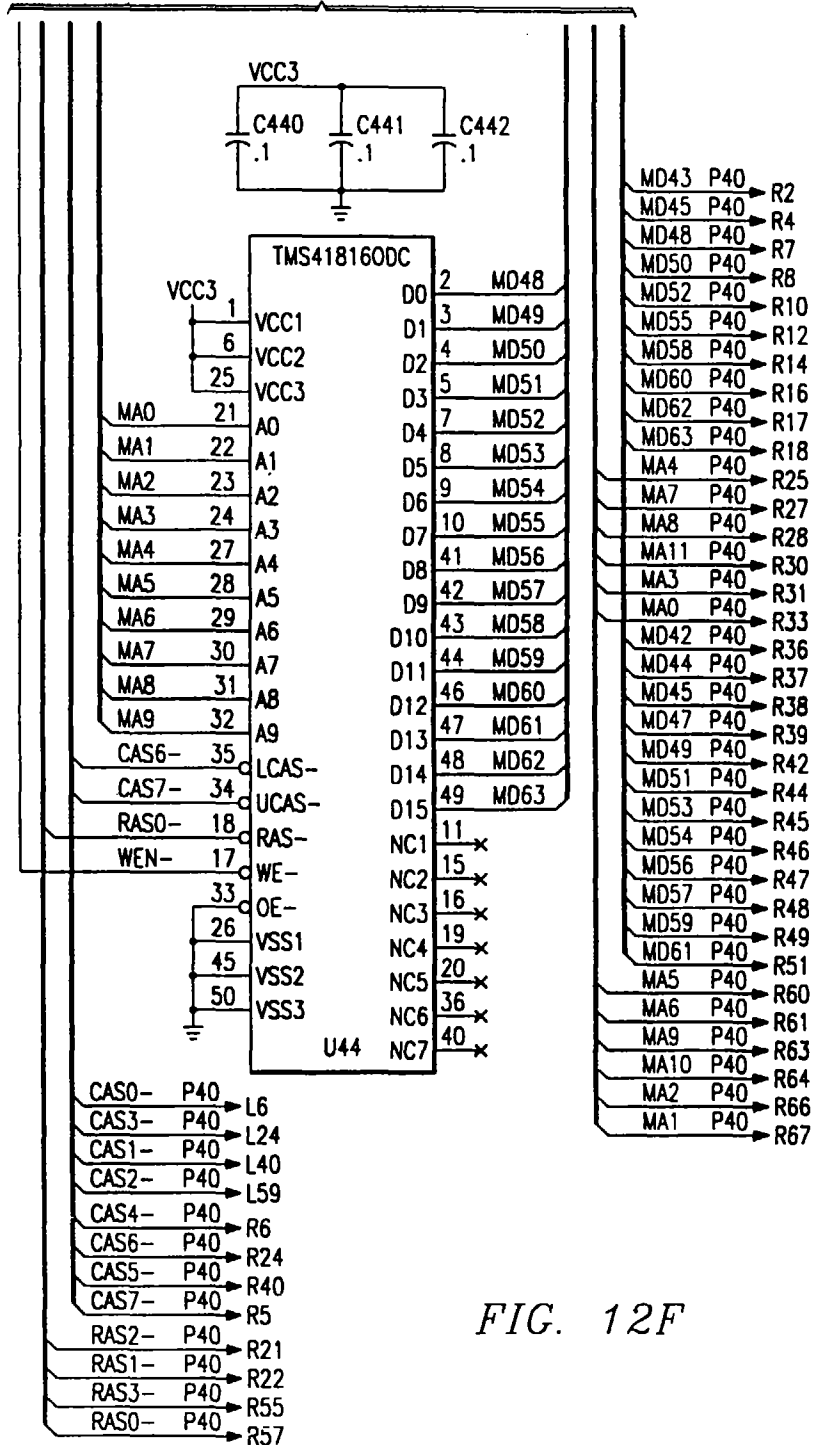 VCC3
C440 C441 C442
.1 .1 .1
TMS418160DC
VCC3
1 VCC1
6 VCC2
25 VCC3
MA0 21 A0
MA1 22 A1
MA2 23 A2
MA3 24 A3
MA4 27 A4
MA5 28 A5
MA6 29 A6
MA7 30 A7
MA8 31 A8
MA9 32 A9
CAS6- 35 LCAS-
CAS7- 34 UCAS-
RAS0- 18 RAS-
WEN- 17 WE-
33 OE-
26 VSS1
45 VSS2
50 VSS3
D0 2 MD48
D1 3 MD49
D2 4 MD50
D3 5 MD51
D4 7 MD52
D5 8 MD53
D6 9 MD54
D7 10 MD55
D8 41 MD56
D9 42 MD57
D10 43 MD58
D11 44 MD59
D12 46 MD60
D13 47 MD61
D14 48 MD62
D15 49 MD63
NC1 11
NC2 15
NC3 16
NC4 19
NC5 20
NC6 36
NC7 40
U44
MD43 P40 R2
MD45 P40 R4
MD48 P40 R7
MD50 P40 R8
MD52 P40 R10
MD55 P40 R12
MD58 P40 R14
MD60 P40 R16
MD62 P40 R17
MD63 P40 R18
MA4 P40 R25
MA7 P40 R27
MA8 P40 R28
MA11 P40 R30
MA3 P40 R31
MA0 P40 R33
MD42 P40 R36
MD44 P40 R37
MD45 P40 R38
MD47 P40 R39
MD49 P40 R42
MD51 P40 R44
MD53 P40 R45
MD54 P40 R46
MD56 P40 R47
MD57 P40 R48
MD59 P40 R49
MD61 P40 R51
MA5 P40 R60
MA6 P40 R61
MA9 P40 R63
MA10 P40 R64
MA2 P40 R66
MA1 P40 R67
CAS0- P40 L6
CAS3- P40 L24
CAS1- P40 L40
CAS2- P40 L59
CAS4- P40 R6
CAS6- P40 R24
CAS5- P40 R40
CAS7- P40 R5
RAS2- P40 R21
RAS1- P40 R22
RAS3- P40 R55
RAS0- P40 R57
FIG. 12F